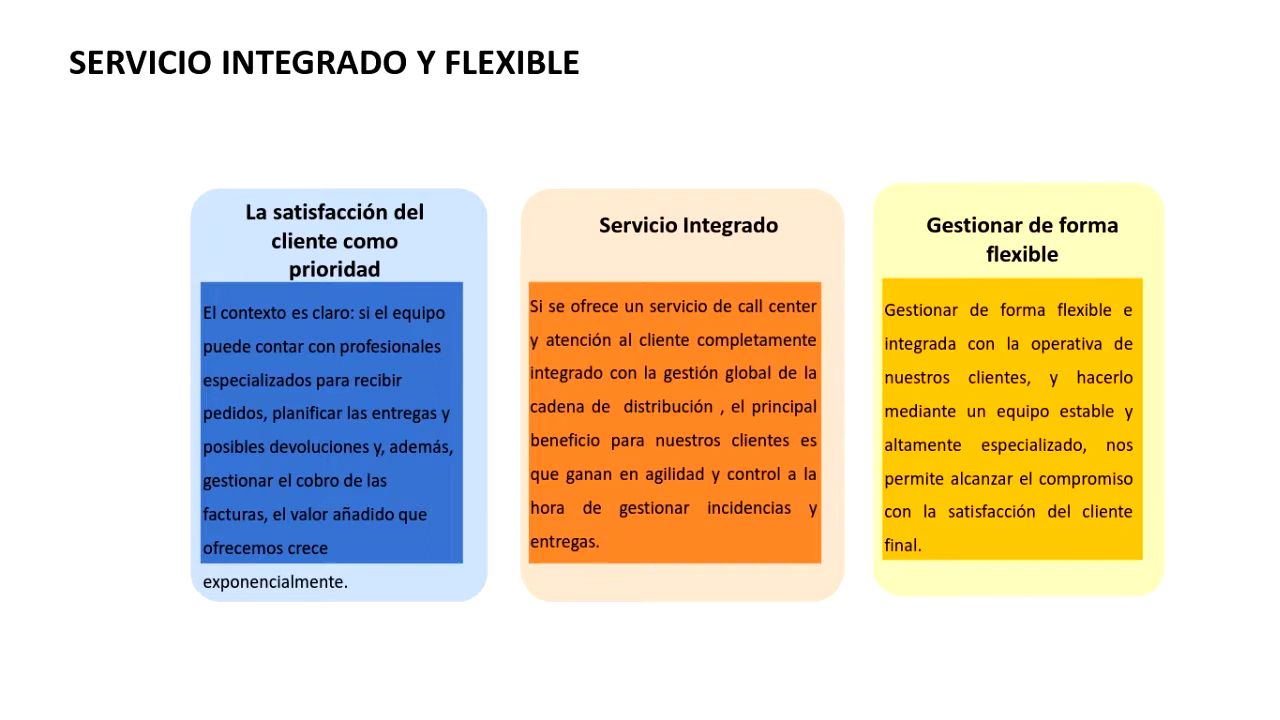 SERVICIO INTEGRADO Y FLEXIBLE
La satisfacción del
cliente como
prioridad
El contexto es claro: si el equipo
puede contar con profesionales
especializados para recibir
pedidos, planificar las entregas y
posibles devoluciones y, además,
gestionar el cobro de las
facturas, el valor añadido que
ofrecemos crece
exponencialmente.
Servicio Integrado
Si se ofrece un servicio de call center
y atención al cliente completamente
integrado con la gestión global de la
cadena de distribución , el principal
beneficio para nuestros clientes es
que ganan en agilidad y control a la
hora de gestionar incidencias y
entregas.
Gestionar de forma
flexible
Gestionar de forma flexible e
integrada con la operativa de
nuestros clientes, y hacerlo
mediante un equipo estable y
altamente especializado, nos
permite alcanzar el compromiso
con la satisfacción del cliente
final.